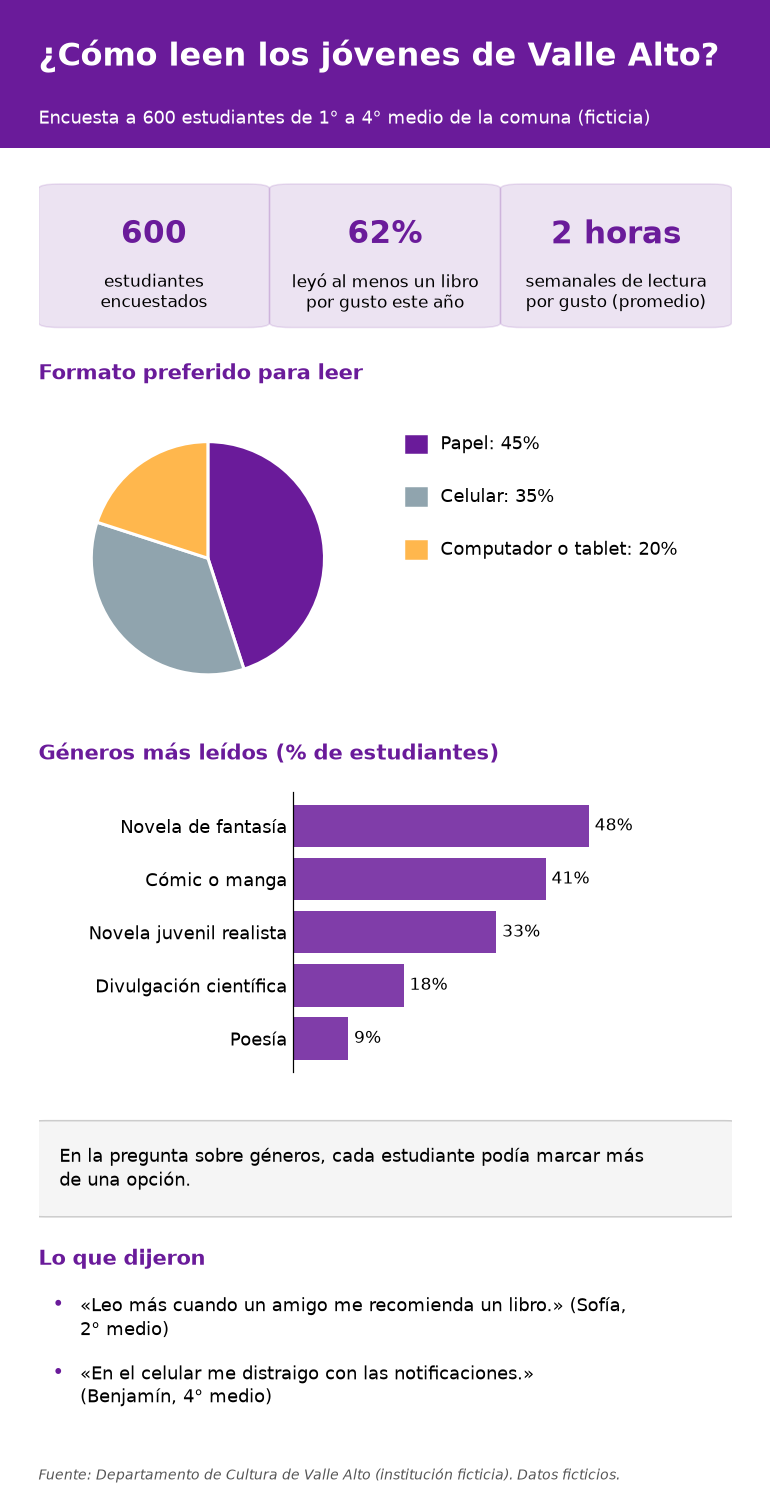 ¿Cómo leen los jóvenes de Valle Alto?
Encuesta a 600 estudiantes de 1° a 4° medio de la comuna (ficticia)
600
estudiantes
encuestados
62%
leyó al menos un libro
por gusto este año
2 horas
semanales de lectura
por gusto (promedio)
Formato preferido para leer
Papel: 45%
Celular: 35%
Computador o tablet: 20%
Géneros más leídos (% de estudiantes)
Novela de fantasía 48%
Cómic o manga 41%
Novela juvenil realista 33%
Divulgación científica 18%
Poesía 9%
En la pregunta sobre géneros, cada estudiante podía marcar más
de una opción.
Lo que dijeron
• «Leo más cuando un amigo me recomienda un libro.» (Sofía,
2° medio)
• «En el celular me distraigo con las notificaciones.»
(Benjamín, 4° medio)
Fuente: Departamento de Cultura de Valle Alto (institución ficticia). Datos ficticios.